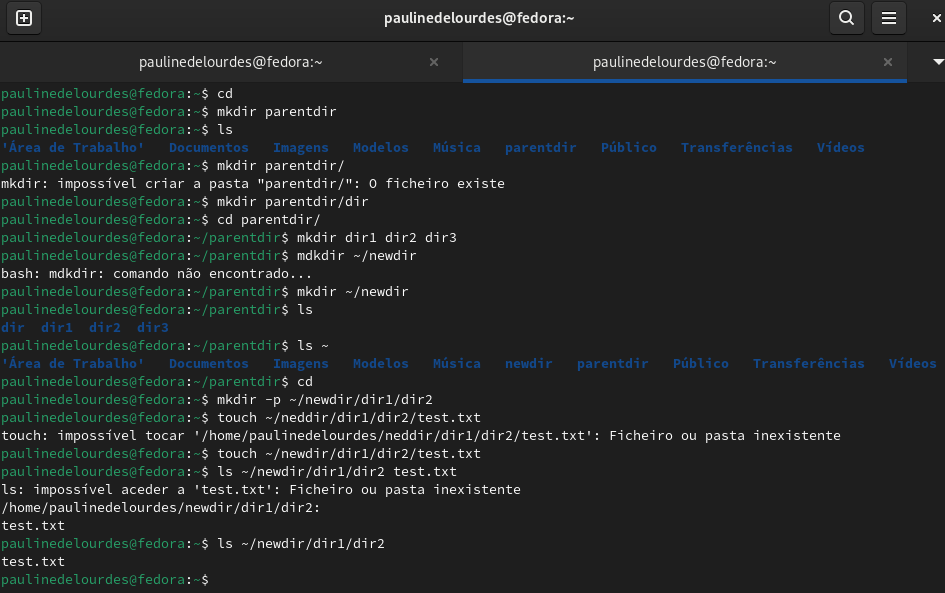 paulinedelourdes@fedora:~
paulinedelourdes@fedora:~ paulinedelourdes@fedora:~
paulinedelourdes@fedora:~$ cd
paulinedelourdes@fedora:~$ mkdir parentdir
paulinedelourdes@fedora:~$ ls
'Área de Trabalho' Documentos Imagens Modelos Música parentdir Público Transferências Vídeos
paulinedelourdes@fedora:~$ mkdir parentdir/
mkdir: impossível criar a pasta "parentdir/": O ficheiro existe
paulinedelourdes@fedora:~$ mkdir parentdir/dir
paulinedelourdes@fedora:~$ cd parentdir/
paulinedelourdes@fedora:~/parentdir$ mkdir dir1 dir2 dir3
paulinedelourdes@fedora:~/parentdir$ mdkdir ~/newdir
bash: mdkdir: comando não encontrado...
paulinedelourdes@fedora:~/parentdir$ mkdir ~/newdir
paulinedelourdes@fedora:~/parentdir$ ls
dir dir1 dir2 dir3
paulinedelourdes@fedora:~/parentdir$ ls ~
'Área de Trabalho' Documentos Imagens Modelos Música newdir parentdir Público Transferências Vídeos
paulinedelourdes@fedora:~/parentdir$ cd
paulinedelourdes@fedora:~$ mkdir -p ~/newdir/dir1/dir2
paulinedelourdes@fedora:~$ touch ~/neddir/dir1/dir2/test.txt
touch: impossível tocar '/home/paulinedelourdes/neddir/dir1/dir2/test.txt': Ficheiro ou pasta inexistente
paulinedelourdes@fedora:~$ touch ~/newdir/dir1/dir2/test.txt
paulinedelourdes@fedora:~$ ls ~/newdir/dir1/dir2 test.txt
ls: impossível aceder a 'test.txt': Ficheiro ou pasta inexistente
/home/paulinedelourdes/newdir/dir1/dir2:
test.txt
paulinedelourdes@fedora:~$ ls ~/newdir/dir1/dir2
test.txt
paulinedelourdes@fedora:~$